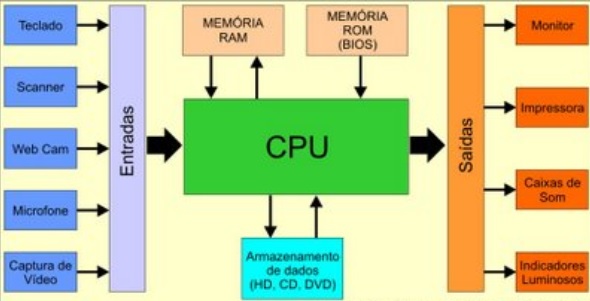 Teclado
Scanner
Web Cam
Microfone
Captura de
Vídeo
Entradas
MEMÓRIA
RAM
MEMÓRIA
ROM
(BIOS)
CPU
Armazenamento
de dados
(HD, CD, DVD)
Saídas
Monitor
Impressora
Caixas de
Som
Indicadores
Luminosos